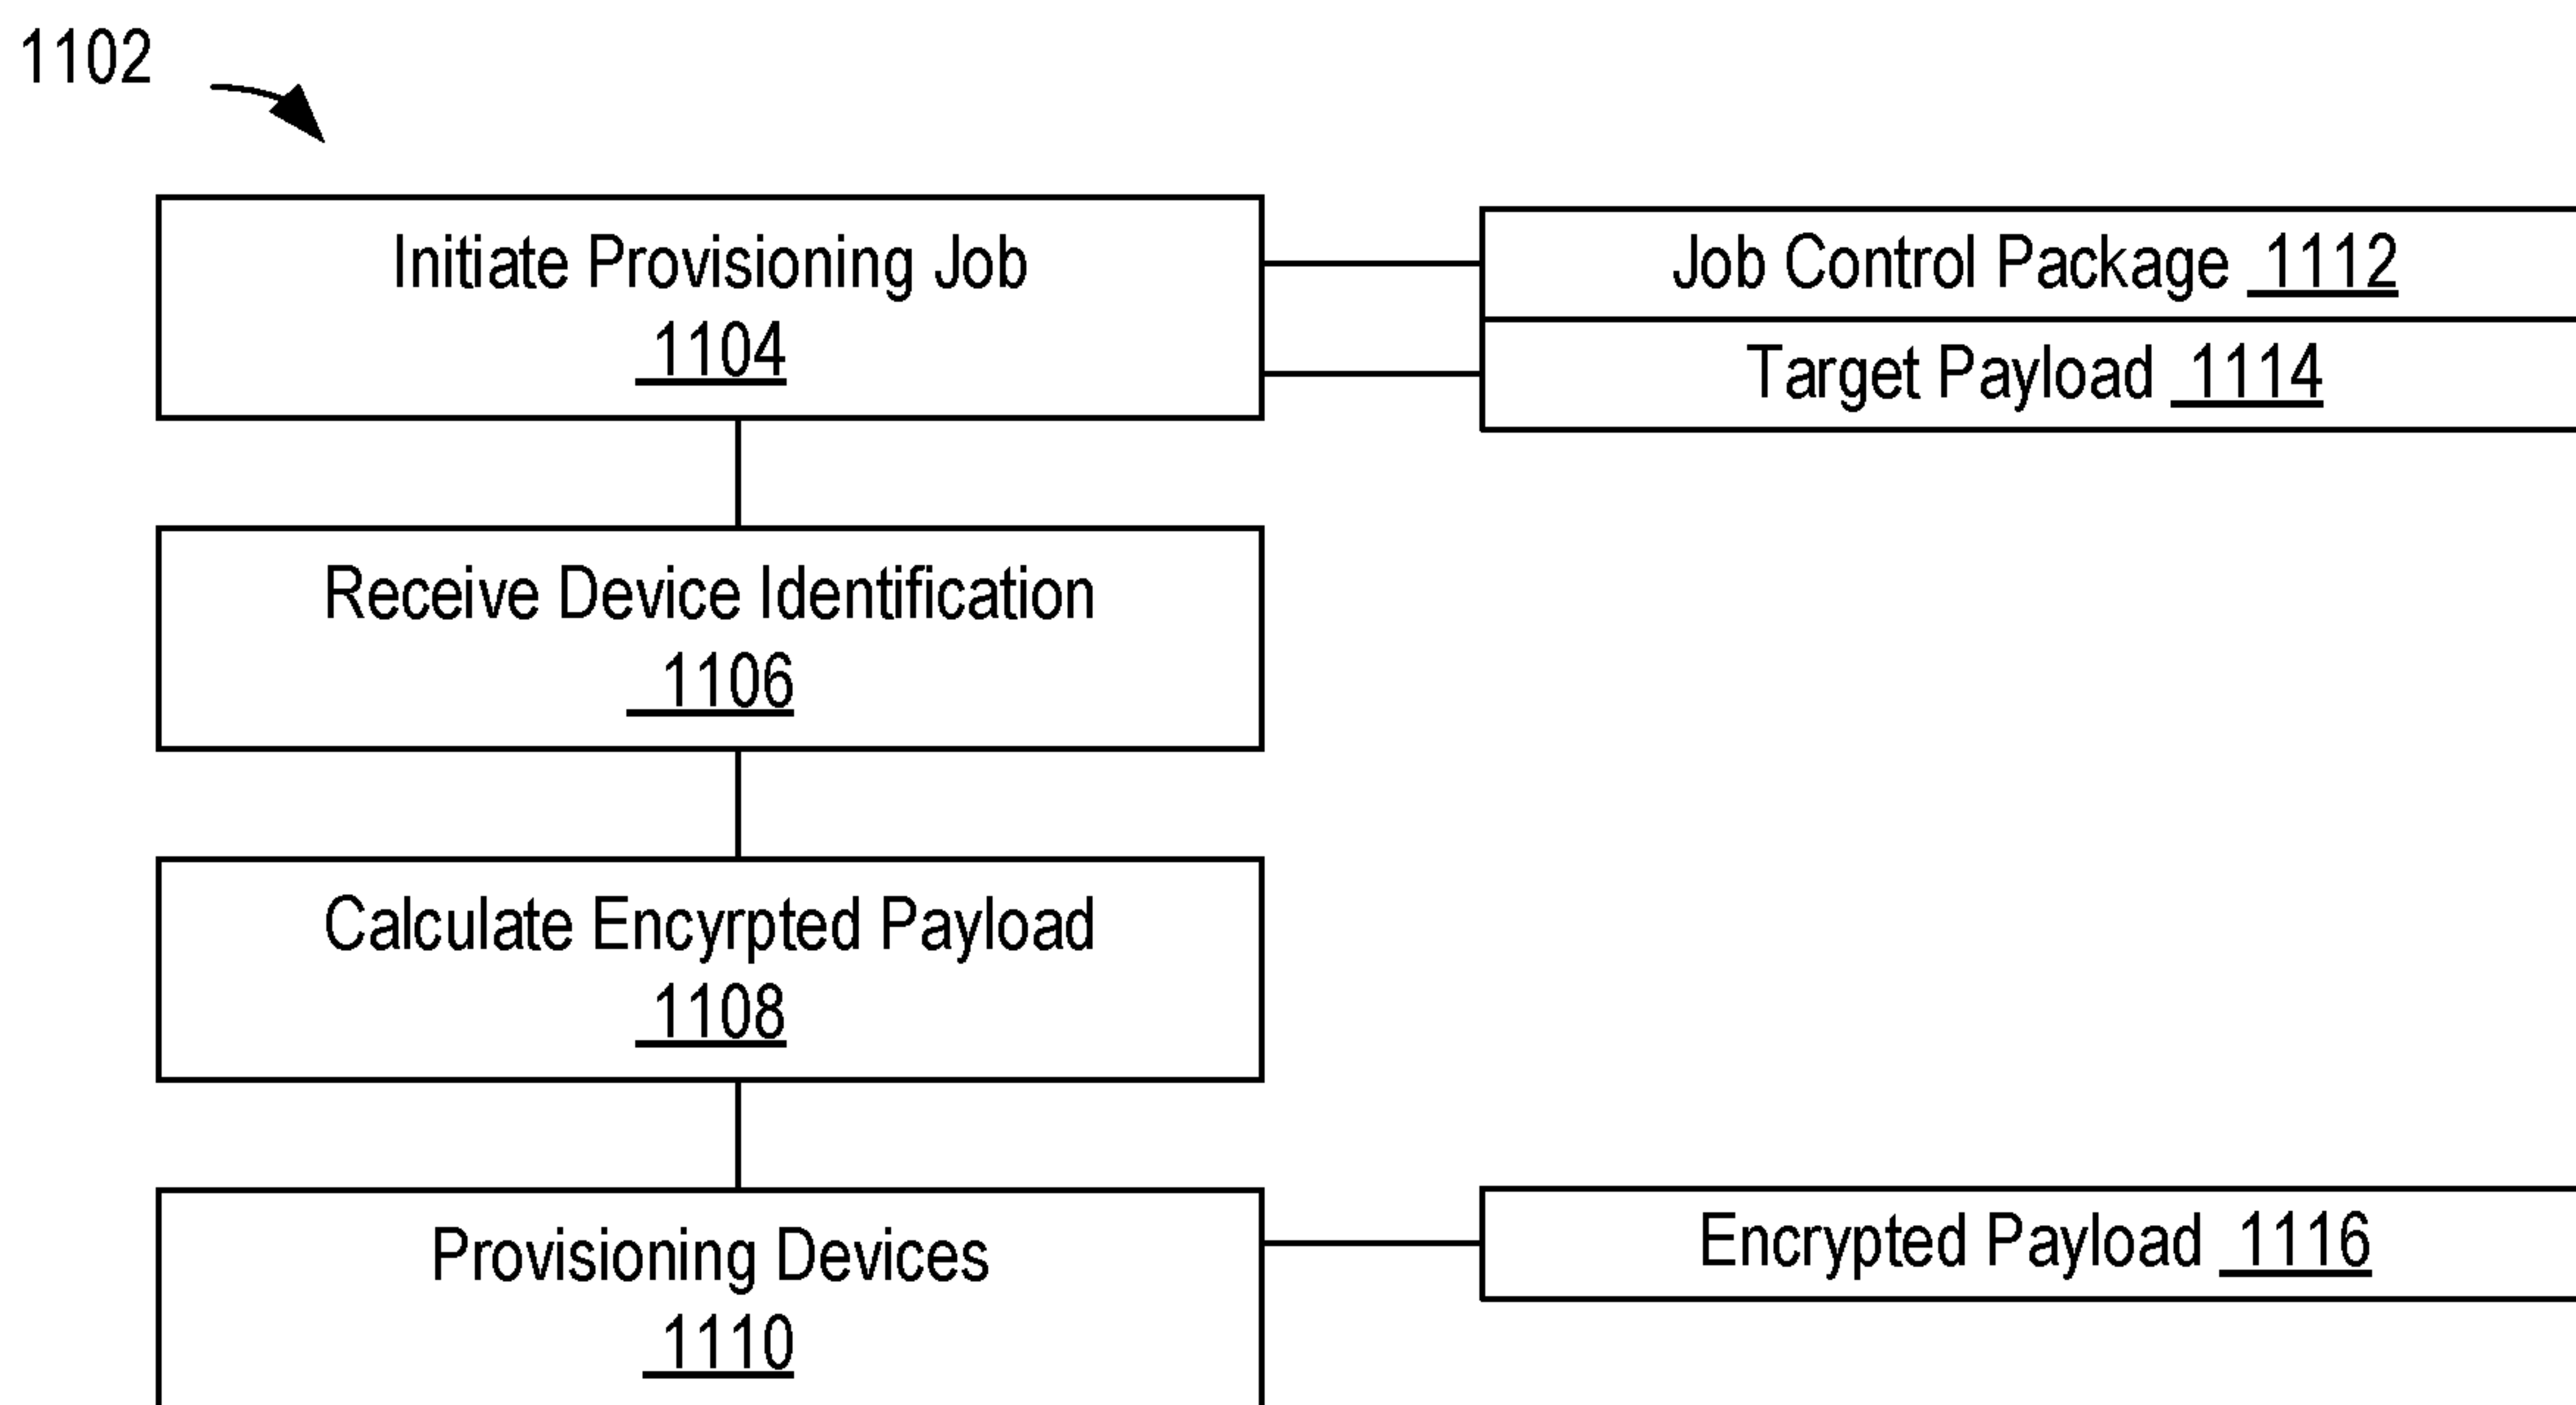 1102
Initiate Provisioning Job
1104
Job Control Package 1112
Target Payload 1114
Receive Device Identification
1106
Calculate Encyrpted Payload
1108
Provisioning Devices
1110
Encrypted Payload 1116